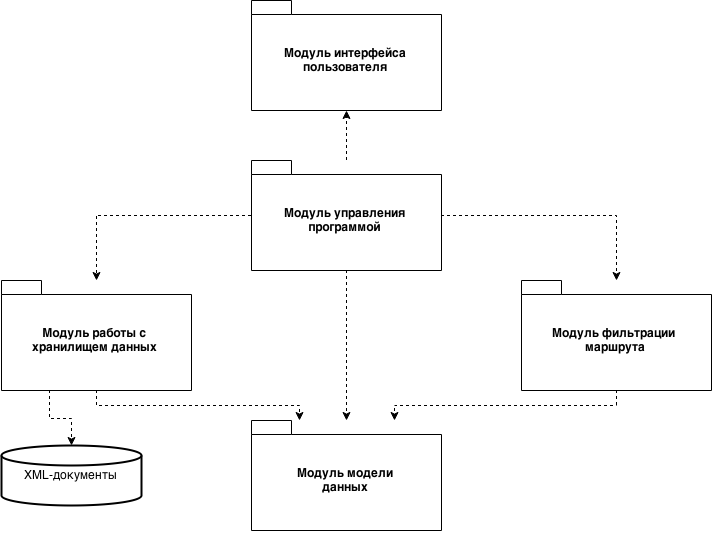 Модуль интерфейса
пользователя
Модуль управления
программой
Модуль работы с
хранилищем данных
Модуль фильтрации
маршрута
XML-документы
Модуль модели
данных